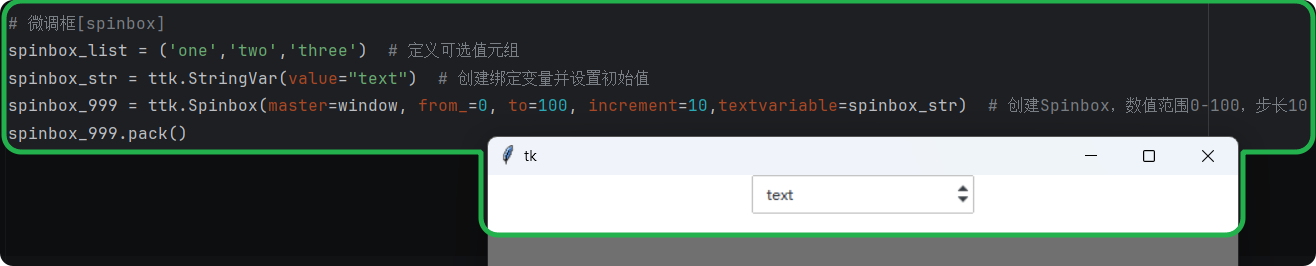 # 微调框[spinbox]
spinbox_list = ('one','two','three')  # 定义可选值元组
spinbox_str = ttk.StringVar(value="text")  # 创建绑定变量并设置初始值
spinbox_999 = ttk.Spinbox(master=window, from_=0, to=100, increment=10,textvariable=spinbox_str)  # 创建Spinbox，数值范围0-100，步长10
spinbox_999.pack()
tk
text